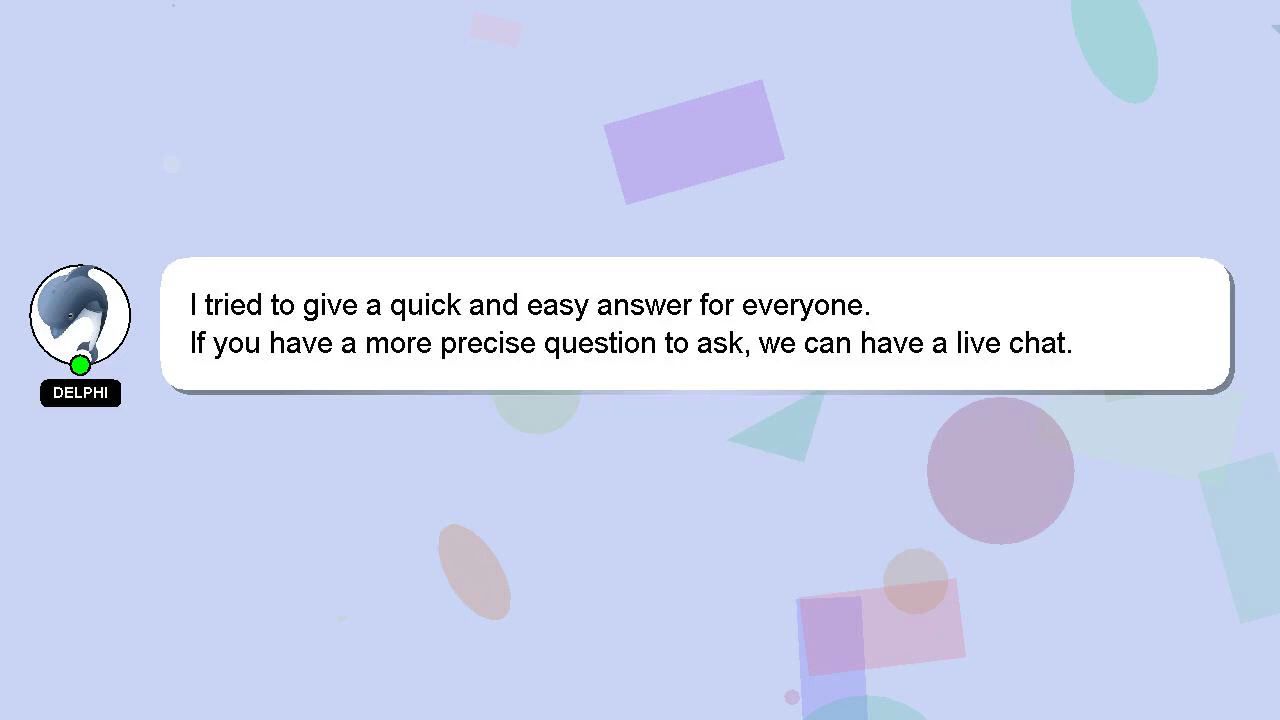 I tried to give a quick and easy answer for everyone.
If you have a more precise question to ask, we can have a live chat.
DELPHI